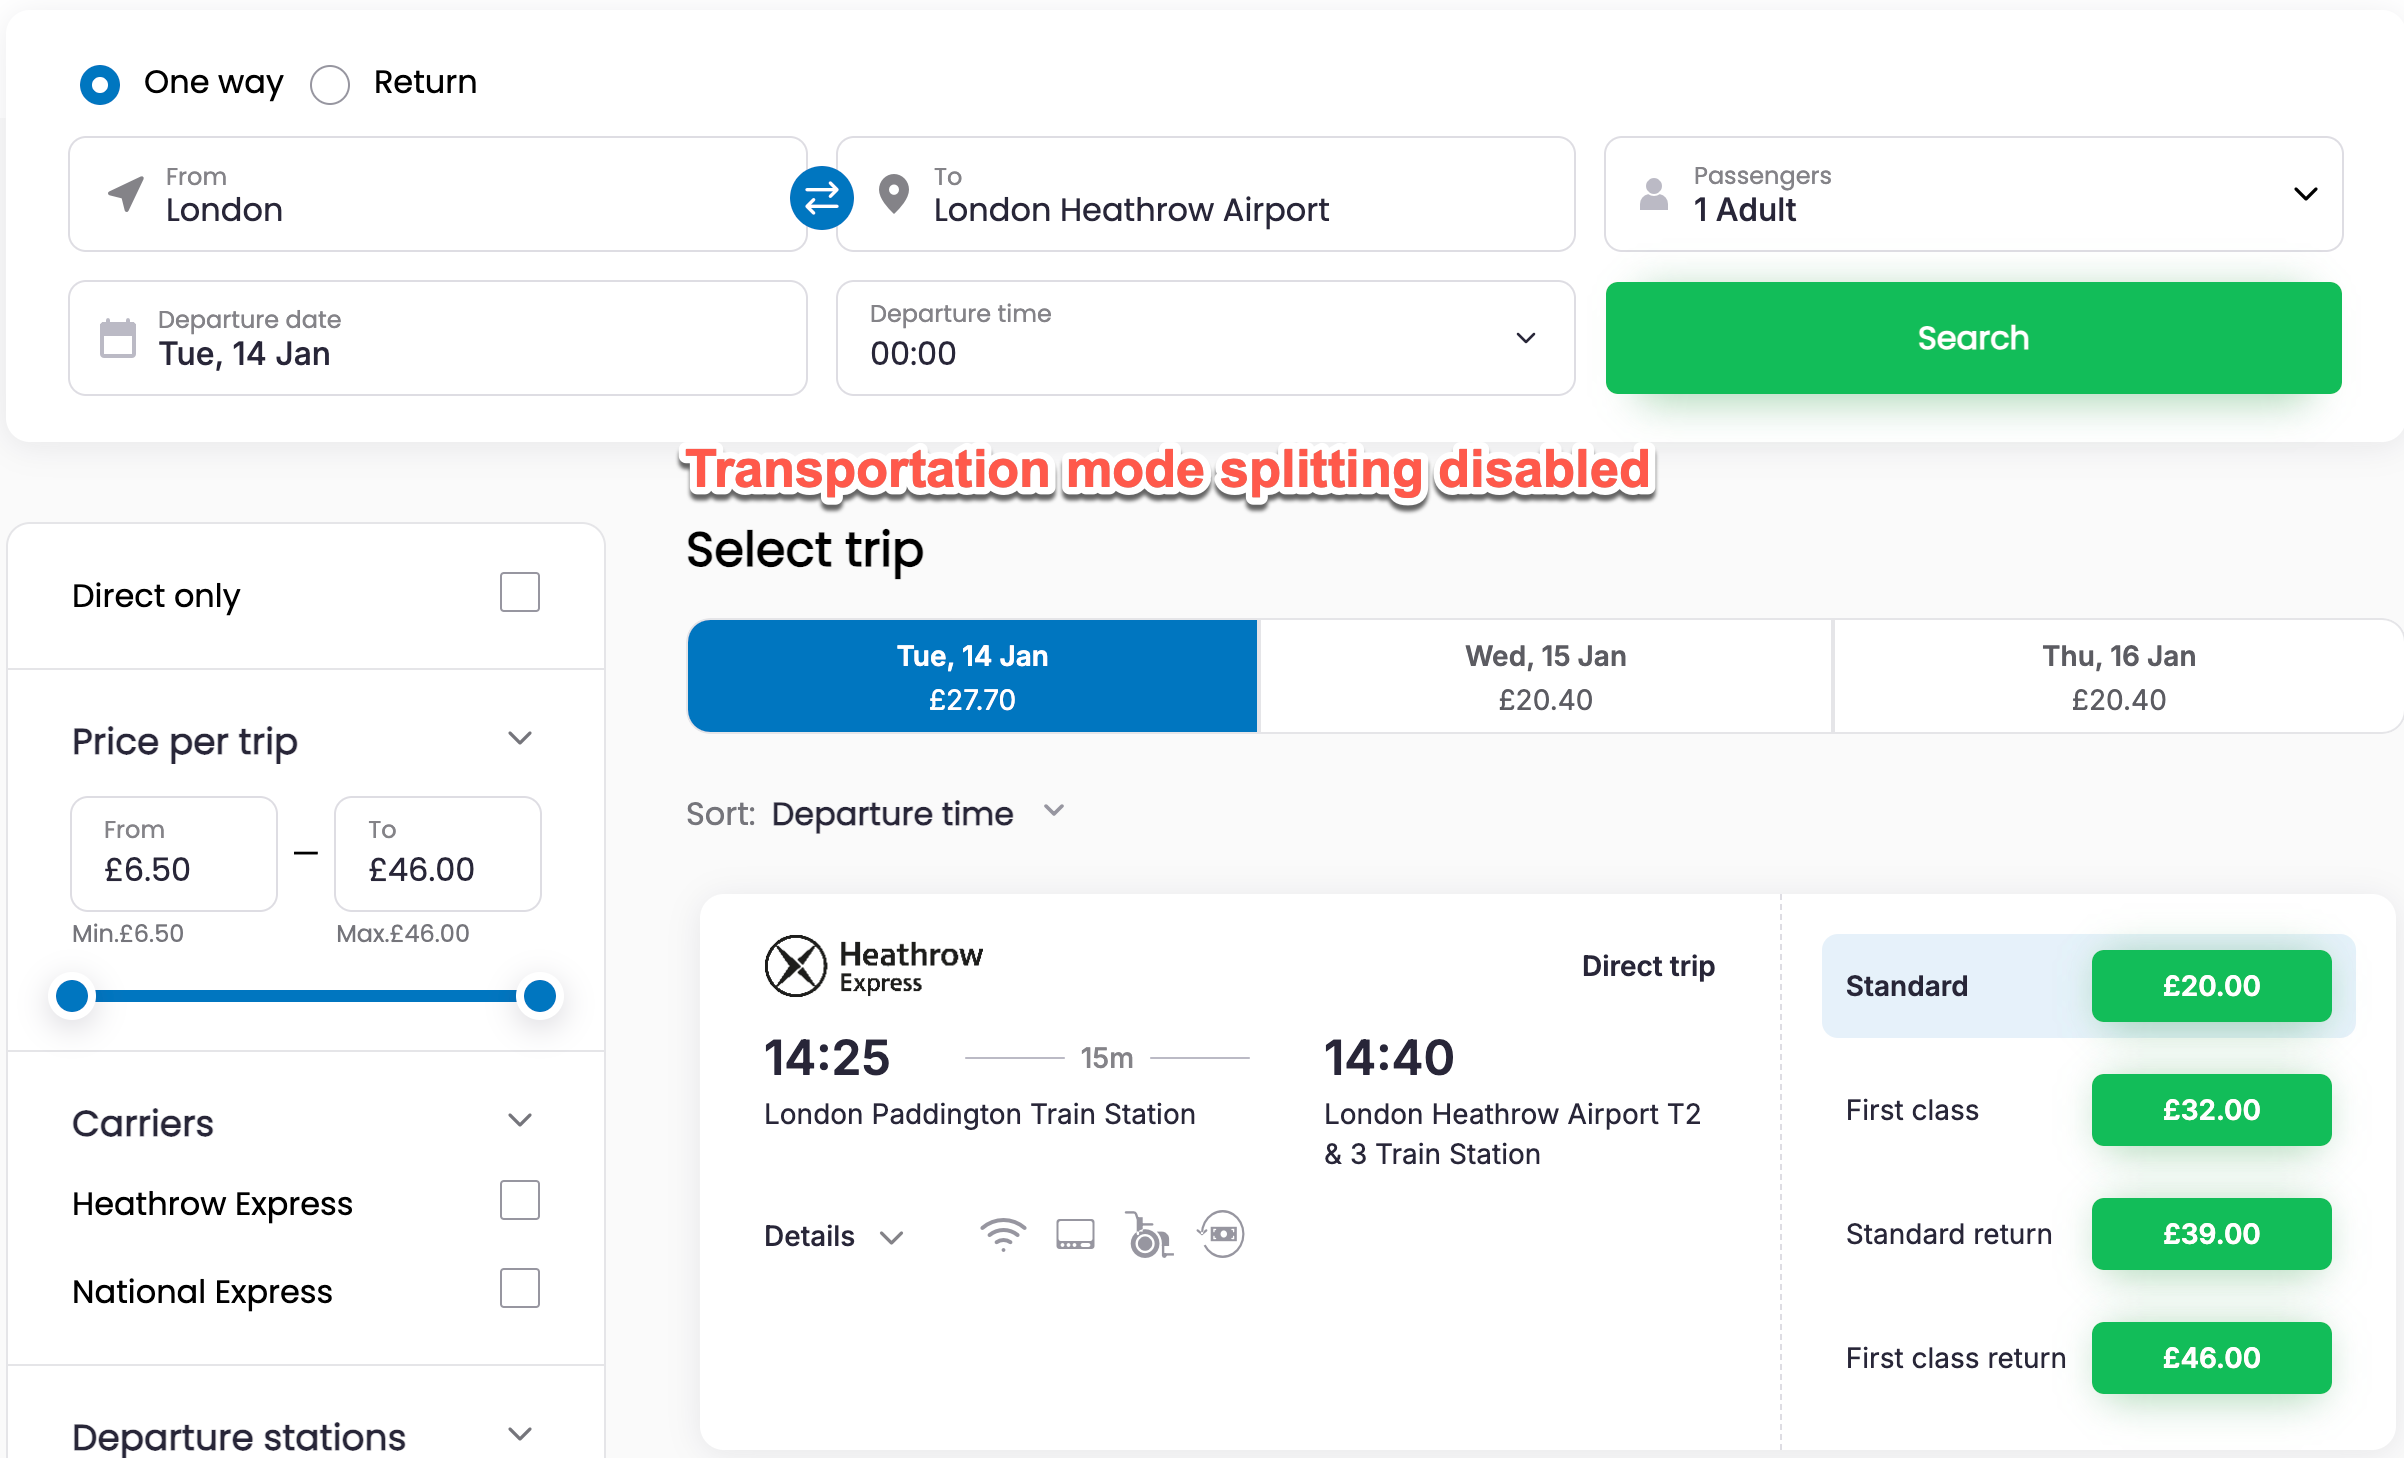 One way
Return
From
London
To
London Heathrow Airport
Passengers
1 Adult
Departure date
Tue, 14 Jan
Departure time
00:00
Search
Transportation mode splitting disabled
Select trip
Tue, 14 Jan
£27.70
Wed, 15 Jan
£20.40
Thu, 16 Jan
£20.40
Sort: Departure time
Direct only
Price per trip
From
£6.50
—
To
£46.00
Min.£6.50
Max.£46.00
Carriers
Heathrow Express
National Express
Departure stations
Heathrow
Express
Direct trip
14:25
15m
14:40
London Paddington Train Station
London Heathrow Airport T2
& 3 Train Station
Details
Standard
£20.00
First class
£32.00
Standard return
£39.00
First class return
£46.00